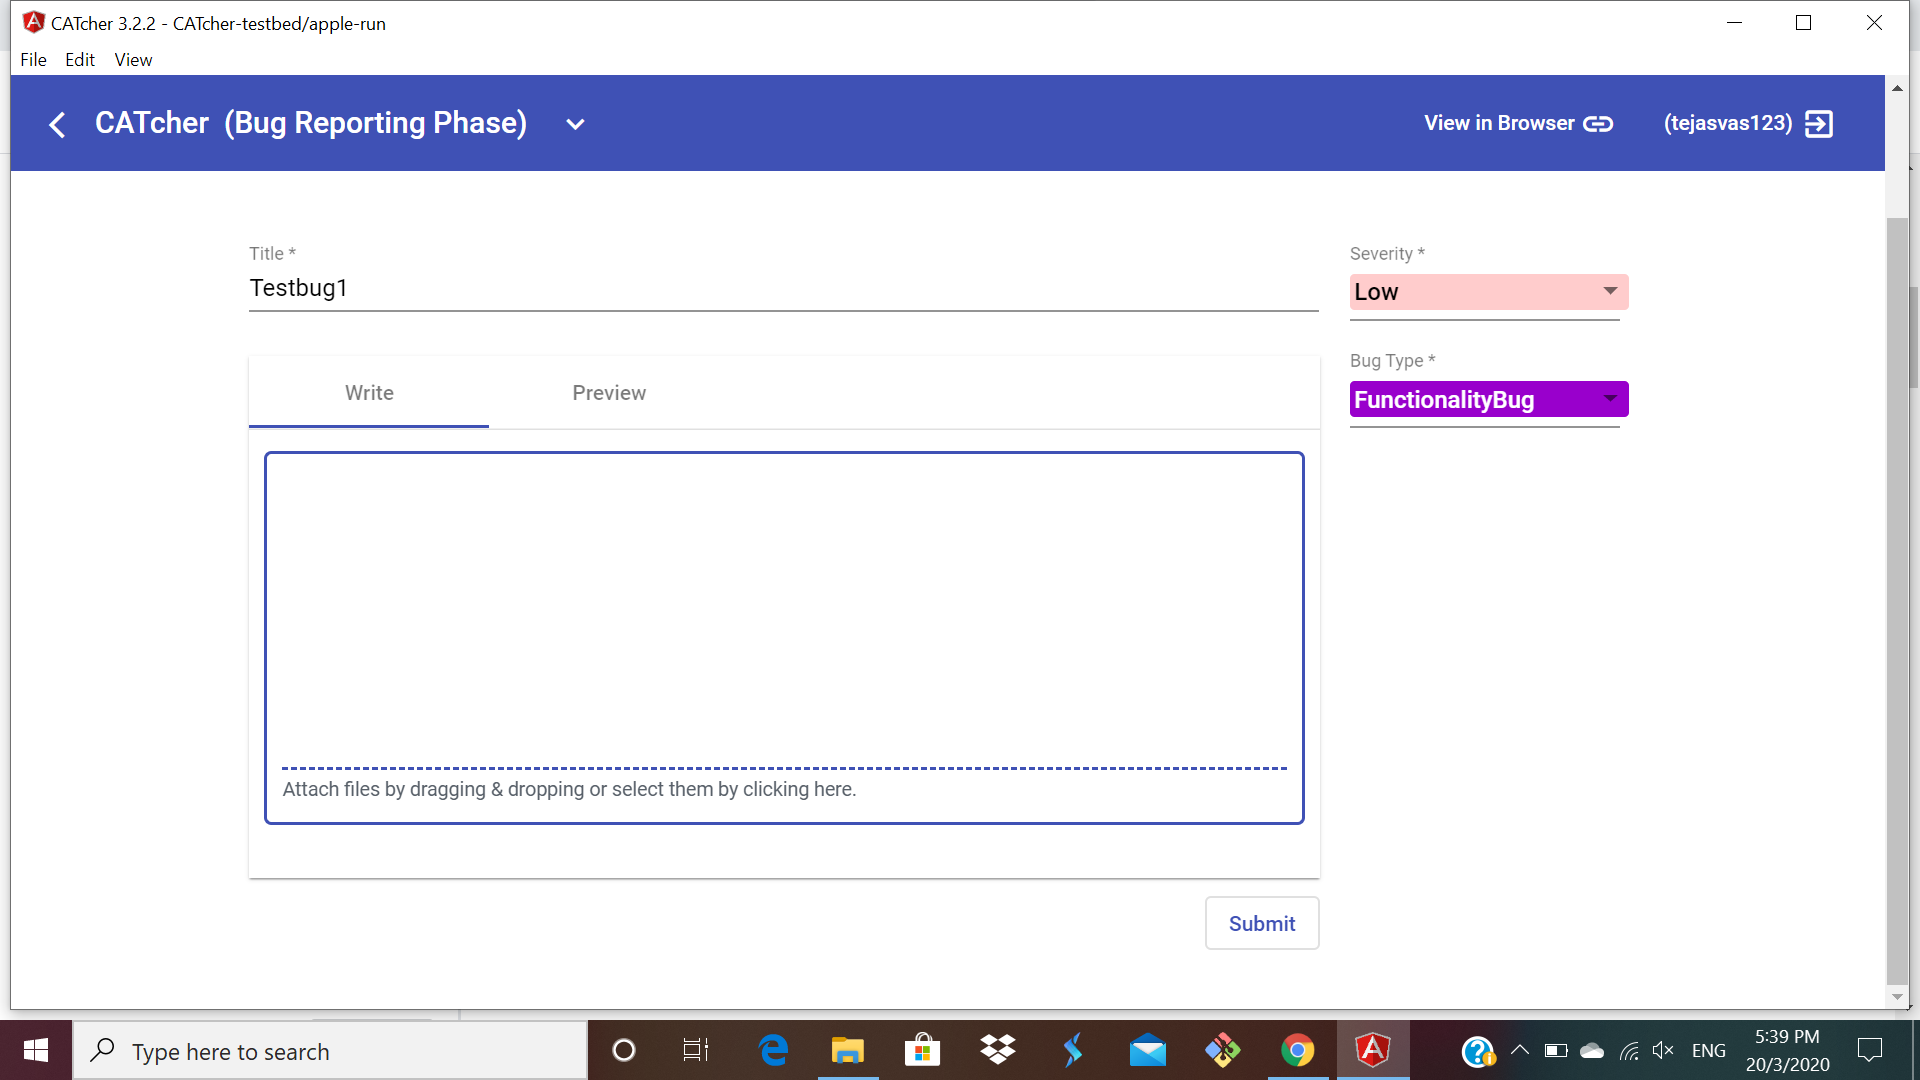 CATcher 3.2.2 - CATcher-testbed/apple-run
File Edit View
CATcher (Bug Reporting Phase)
View in Browser
(tejasvas123)
Title *
Testbug1
Severity *
Low
Bug Type *
FunctionalityBug
Write
Preview
Attach files by dragging & dropping or select them by clicking here.
Submit
Type here to search
ENG
5:39 PM
20/3/2020